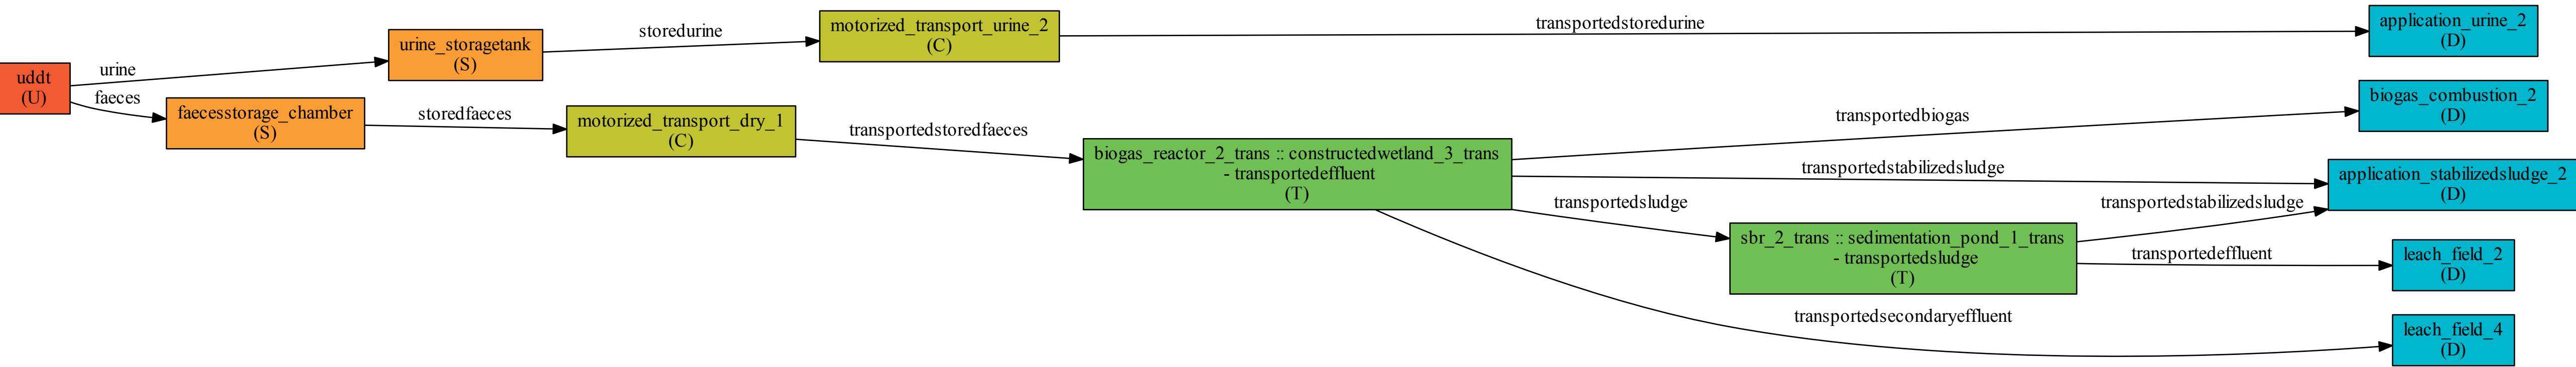 uddt
(U)
urine
faeces
urine_storagetank
(S)
faecesstorage_chamber
(S)
storedurine
storedfaeces
motorized_transport_urine_2
(C)
motorized_transport_dry_1
(C)
transportedstoredurine
transportedstoredfaeces
biogas_reactor_2_trans :: constructedwetland_3_trans
- transportedeffluent
(T)
transportedbiogas
transportedstabilizedsludge
transportedsludge
transportedsecondaryeffluent
sbr_2_trans :: sedimentation_pond_1_trans
- transportedsludge
(T)
transportedstabilizedsludge
transportedeffluent
application_urine_2
(D)
biogas_combustion_2
(D)
application_stabilizedsludge_2
(D)
leach_field_2
(D)
leach_field_4
(D)